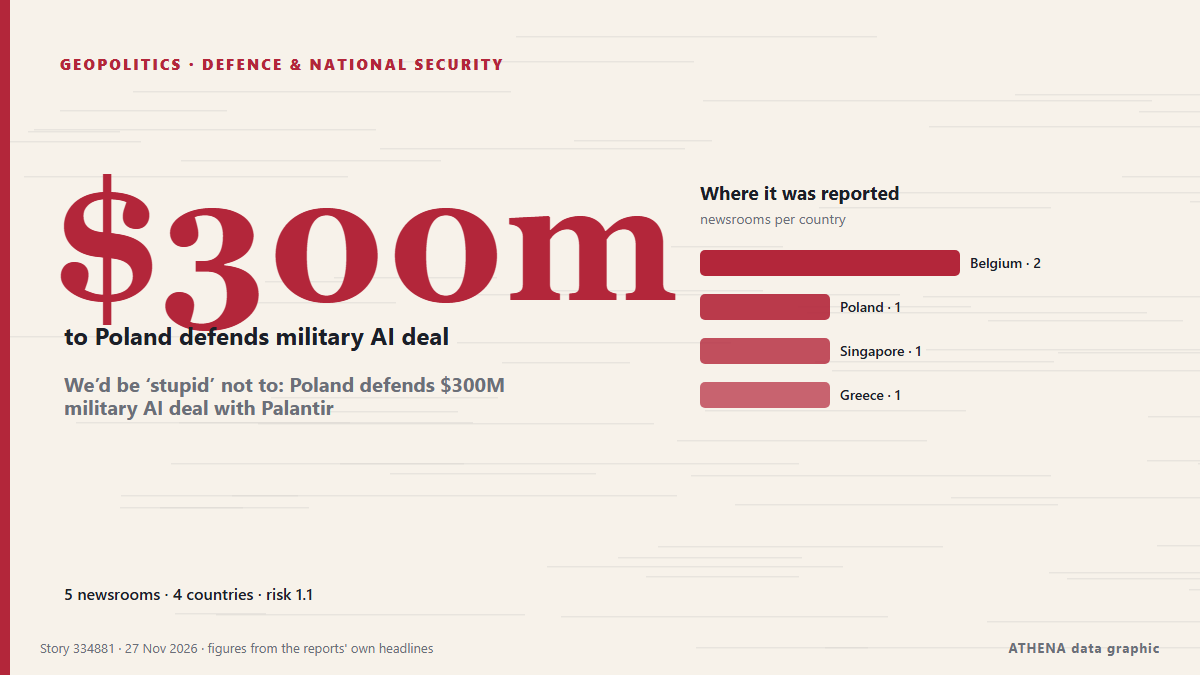 GEOPOLITICS · DEFENCE & NATIONAL SECURITY
$300m
to Poland defends military AI deal
We’d be ‘stupid’ not to: Poland defends $300M
military AI deal with Palantir
Where it was reported
newsrooms per country
Belgium · 2
Poland · 1
Singapore · 1
Greece · 1
5 newsrooms · 4 countries · risk 1.1
Story 334881 · 27 Nov 2026 · figures from the reports' own headlines
ATHENA data graphic